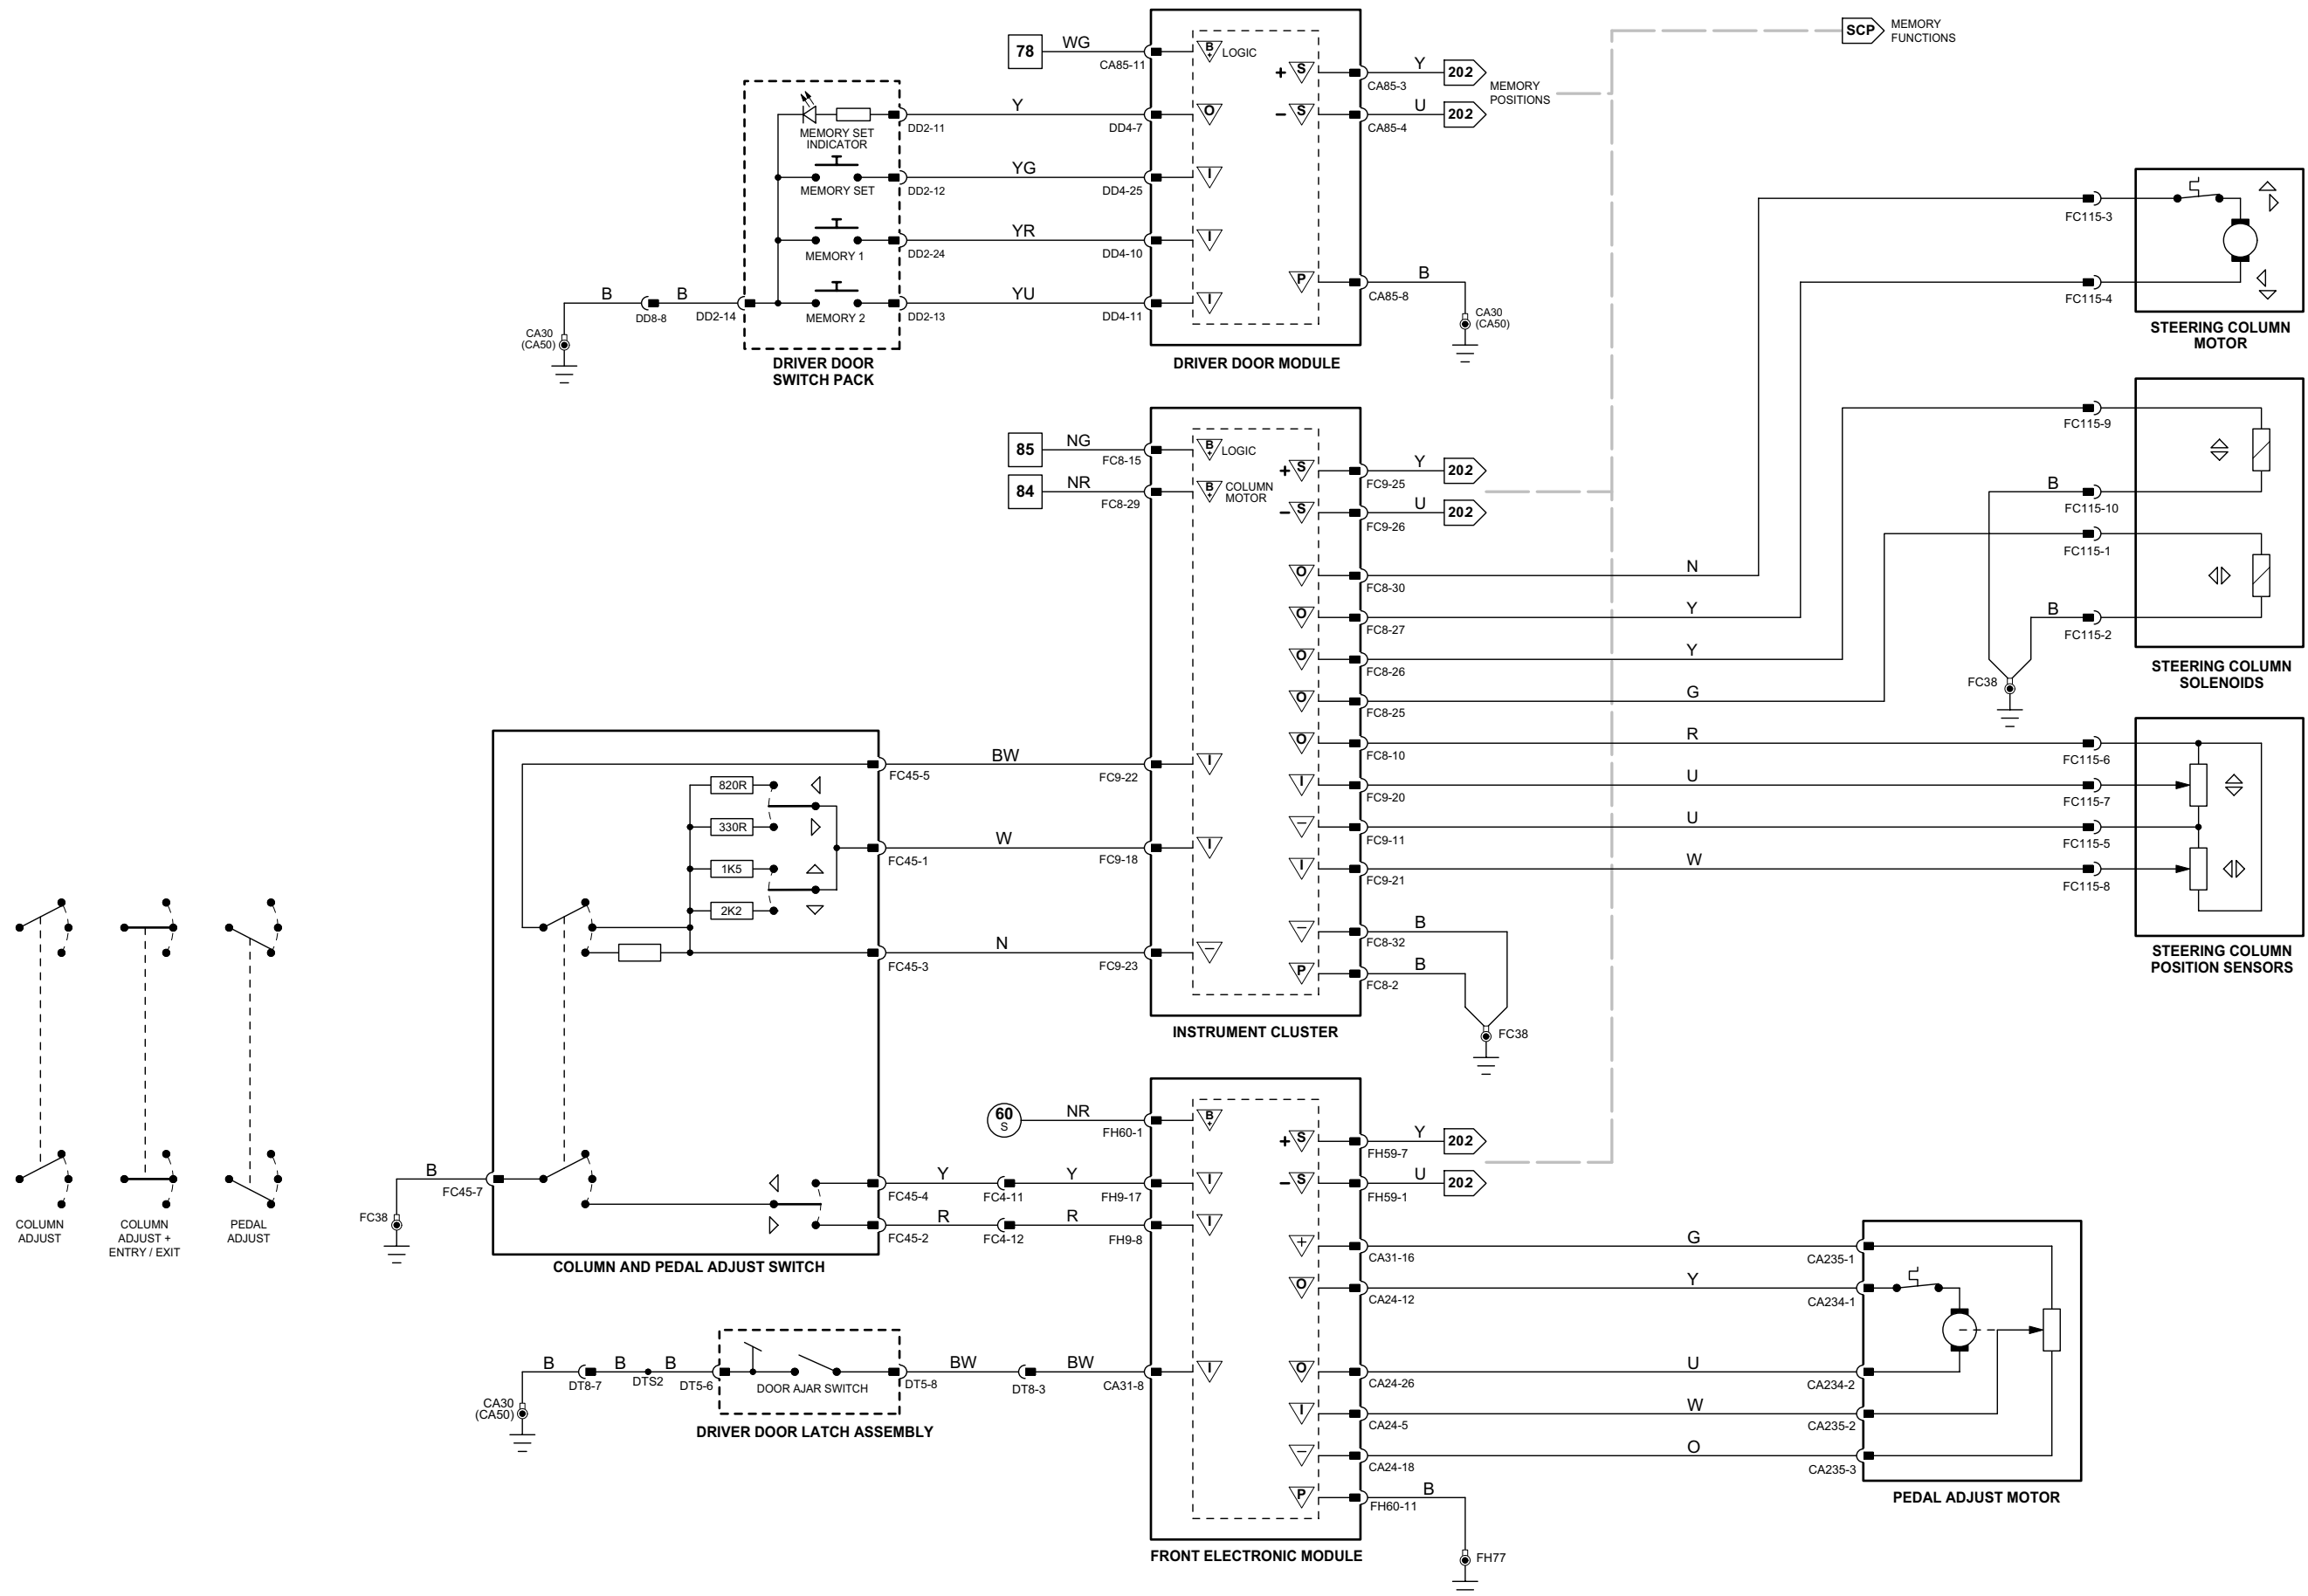 78
WG
CA85-11
B
+
LOGIC
+
S
CA85-3
Y
202
MEMORY
POSITIONS
SCP
MEMORY
FUNCTIONS
MEMORY SET
INDICATOR
DD2-11
Y
DD4-7
O
–
S
CA85-4
U
202
MEMORY SET
DD2-12
YG
DD4-25
I
MEMORY 1
DD2-24
YR
DD4-10
I
CA30
(CA50)
B
DD8-8
B
DD2-14
MEMORY 2
DD2-13
YU
DD4-11
I
P
CA85-8
B
CA30
(CA50)
DRIVER DOOR
SWITCH PACK
DRIVER DOOR MODULE
FC115-3
FC115-4
STEERING COLUMN
MOTOR
85
NG
FC8-15
B
+
LOGIC
+
S
FC9-25
Y
202
84
NR
FC8-29
B
+
COLUMN
MOTOR
–
S
FC9-26
U
202
O
FC8-30
N
O
FC8-27
Y
O
FC8-26
Y
O
FC8-25
G
O
FC8-10
R
I
FC9-20
U
–
FC9-11
U
I
FC9-21
W
–
FC8-32
B
P
FC8-2
B
FC38
FC115-9
B
FC115-10
FC115-1
B
FC115-2
FC38
STEERING COLUMN
SOLENOIDS
FC115-6
FC115-7
FC115-5
FC115-8
STEERING COLUMN
POSITION SENSORS
820R
330R
1K5
2K2
FC45-5
BW
FC9-22
I
FC45-1
W
FC9-18
I
FC45-3
N
FC9-23
–
INSTRUMENT CLUSTER
COLUMN
ADJUST
COLUMN
ADJUST +
ENTRY / EXIT
PEDAL
ADJUST
FC38
B
FC45-7
FC45-4
Y
FC4-11
Y
FH9-17
I
FC45-2
R
FC4-12
R
FH9-8
I
COLUMN AND PEDAL ADJUST SWITCH
60
S
NR
FH60-1
B
+
+
S
FH59-7
Y
202
–
S
FH59-1
U
202
+
CA31-16
G
CA235-1
O
CA24-12
Y
CA234-1
O
CA24-26
U
CA234-2
I
CA24-5
W
CA235-2
–
CA24-18
O
CA235-3
P
FH60-11
B
FH77
PEDAL ADJUST MOTOR
CA30
(CA50)
B
DT8-7
B
DTS2
B
DT5-6
DOOR AJAR SWITCH
DT5-8
BW
DT8-3
BW
CA31-8
I
DRIVER DOOR LATCH ASSEMBLY
FRONT ELECTRONIC MODULE